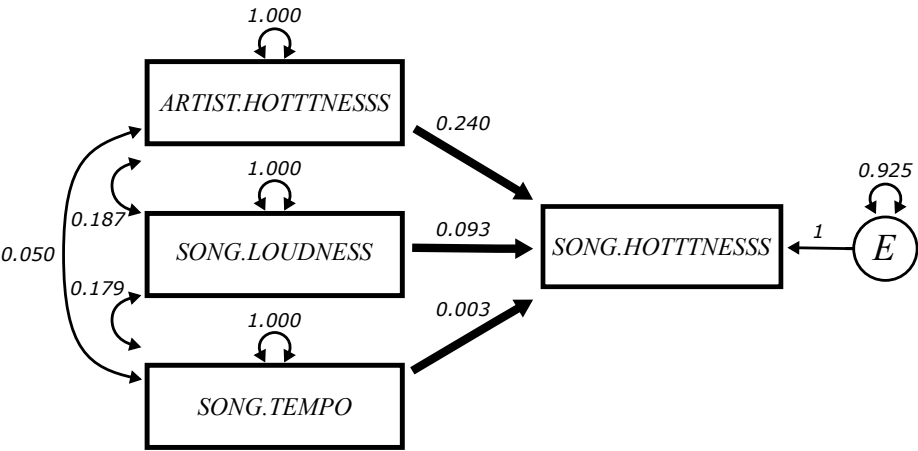 1.000
ARTIST.HOTTTNESSS
0.240
1.000
0.925
0.187
SONG.LOUDNESS
0.093
SONG.HOTTTNESSS
1
E
0.050
0.179
1.000
0.003
SONG.TEMPO